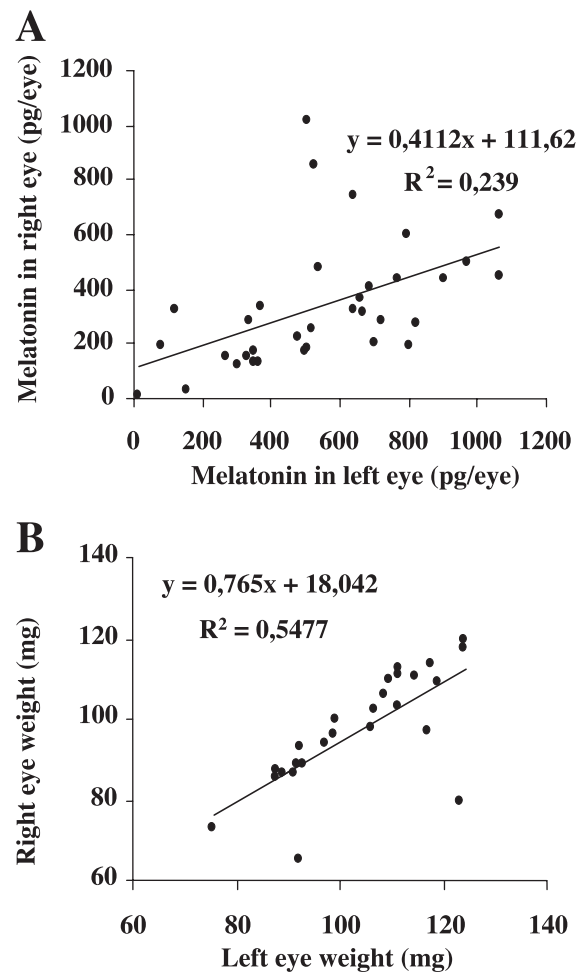 A
Melatonin in right eye (pg/eye)
1200
1000
800
600
400
200
0
y = 0,4112x + 111,62
R² = 0,239
0 200 400 600 800 1000 1200
Melatonin in left eye (pg/eye)
B
Right eye weight (mg)
140
120
100
80
60
y = 0,765x + 18,042
R² = 0,5477
60 80 100 120 140
Left eye weight (mg)